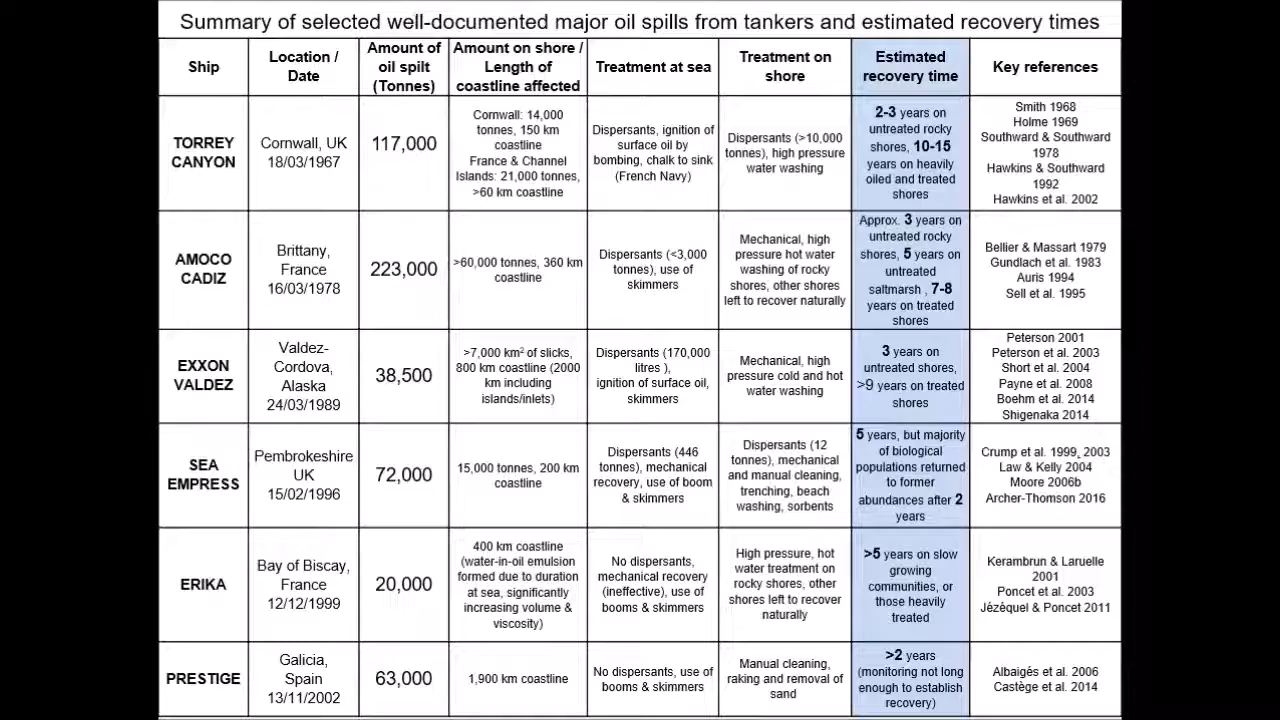 Summary of selected well-documented major oil spills from tankers and estimated recovery times
Ship
Location /
Date
Amount of
oil spilt
(Tonnes)
Amount on shore /
Length of
coastline affected
Treatment at sea
Treatment on
shore
Estimated
recovery time
Key references
TORREY
CANYON
Cornwall, UK
18/03/1967
117,000
Cornwall: 14,000
tonnes, 150 km
coastline
France & Channel
Islands: 21,000 tonnes,
>60 km coastline
Dispersants, ignition of
surface oil by
bombing, chalk to sink
(French Navy)
Dispersants (>10,000
tonnes), high pressure
water washing
2-3 years on
untreated rocky
shores, 10-15
years on heavily
oiled and treated
shores
Smith 1968
Holme 1969
Southward & Southward
1978
Hawkins & Southward
1992
Hawkins et al. 2002
AMOCO
CADIZ
Brittany,
France
16/03/1978
223,000
>60,000 tonnes, 360 km
coastline
Dispersants (<3,000
tonnes), use of
skimmers
Mechanical, high
pressure hot water
washing of rocky
shores, other shores
left to recover naturally
Approx. 3 years on
untreated rocky
shores, 5 years on
untreated
saltmarsh , 7-8
years on treated
shores
Bellier & Massart 1979
Gundlach et al. 1983
Auris 1994
Sell et al. 1995
EXXON
VALDEZ
Valdez-
Cordova,
Alaska
24/03/1989
38,500
>7,000 km² of slicks,
800 km coastline (2000
km including
islands/inlets)
Dispersants (170,000
litres ),
ignition of surface oil,
skimmers
Mechanical, high
pressure cold and hot
water washing
3 years on
untreated shores,
>9 years on treated
shores
Peterson 2001
Peterson et al. 2003
Short et al. 2004
Payne et al. 2008
Boehm et al. 2014
Shigenaka 2014
SEA
EMPRESS
Pembrokeshire
UK
15/02/1996
72,000
15,000 tonnes, 200 km
coastline
Dispersants (446
tonnes), mechanical
recovery, use of boom
& skimmers
Dispersants (12
tonnes), mechanical
and manual cleaning,
trenching, beach
washing, sorbents
5 years, but majority
of biological
populations returned
to former
abundances after 2
years
Crump et al. 1999, 2003
Law & Kelly 2004
Moore 2006b
Archer-Thomson 2016
ERIKA
Bay of Biscay,
France
12/12/1999
20,000
400 km coastline
(water-in-oil emulsion
formed due to duration
at sea, significantly
increasing volume &
viscosity)
No dispersants,
mechanical recovery
(ineffective), use of
booms & skimmers
High pressure, hot
water treatment on
rocky shores, other
shores left to recover
naturally
>5 years on slow
growing
communities, or
those heavily
treated
Kerambrun & Laruelle
2001
Poncet et al. 2003
Jézéquel & Poncet 2011
PRESTIGE
Galicia,
Spain
13/11/2002
63,000
1,900 km coastline
No dispersants, use of
booms & skimmers
Manual cleaning,
raking and removal of
sand
>2 years
(monitoring not long
enough to establish
recovery)
Albaigés et al. 2006
Castège et al. 2014